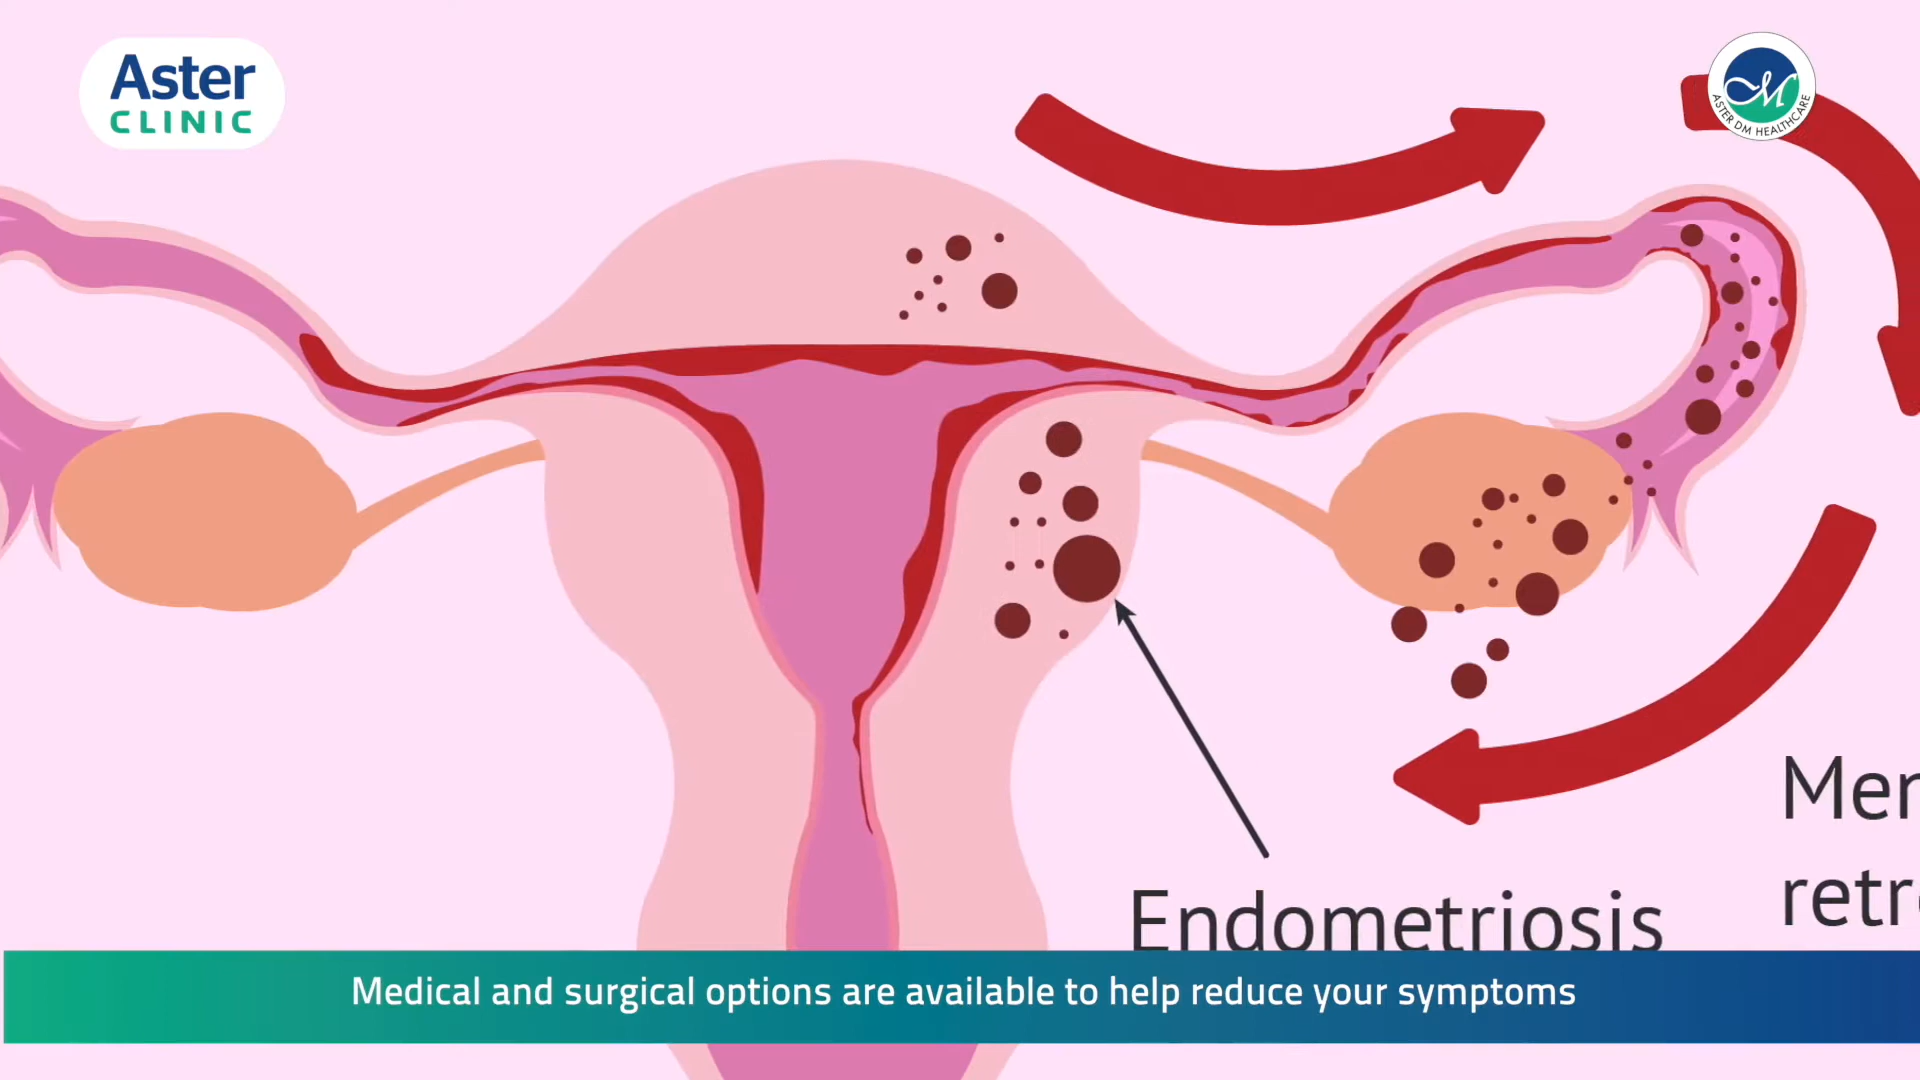 Aster
CLINIC
ASTER DM HEALTHCARE
Endometriosis
Medical and surgical options are available to help reduce your symptoms